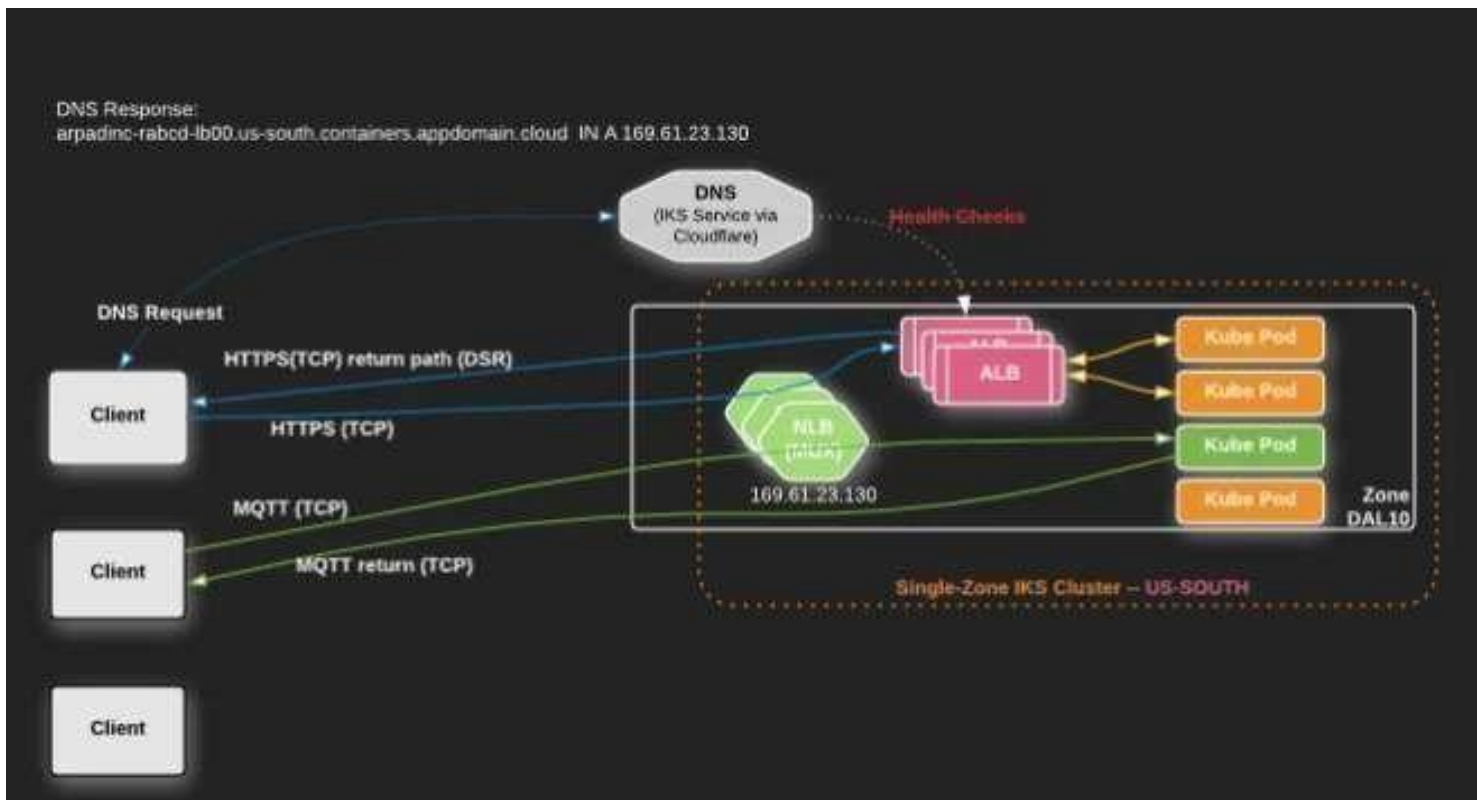 DNS Response:
arpadinc-rabcd-lb00.us-south.containers.appdomain.cloud IN A 169.61.23.130
DNS
(IKS Service via
Cloudflare)
Health Checks
DNS Request
HTTPS(TCP) return path (DSR)
Client
HTTPS (TCP)
ALB
ALB
Kube Pod
Kube Pod
Kube Pod
Kube Pod
NLB
(MUX)
169.61.23.130
Zone
DAL10
MQTT (TCP)
Client
MQTT return (TCP)
Single-Zone IKS Cluster – US-SOUTH
Client